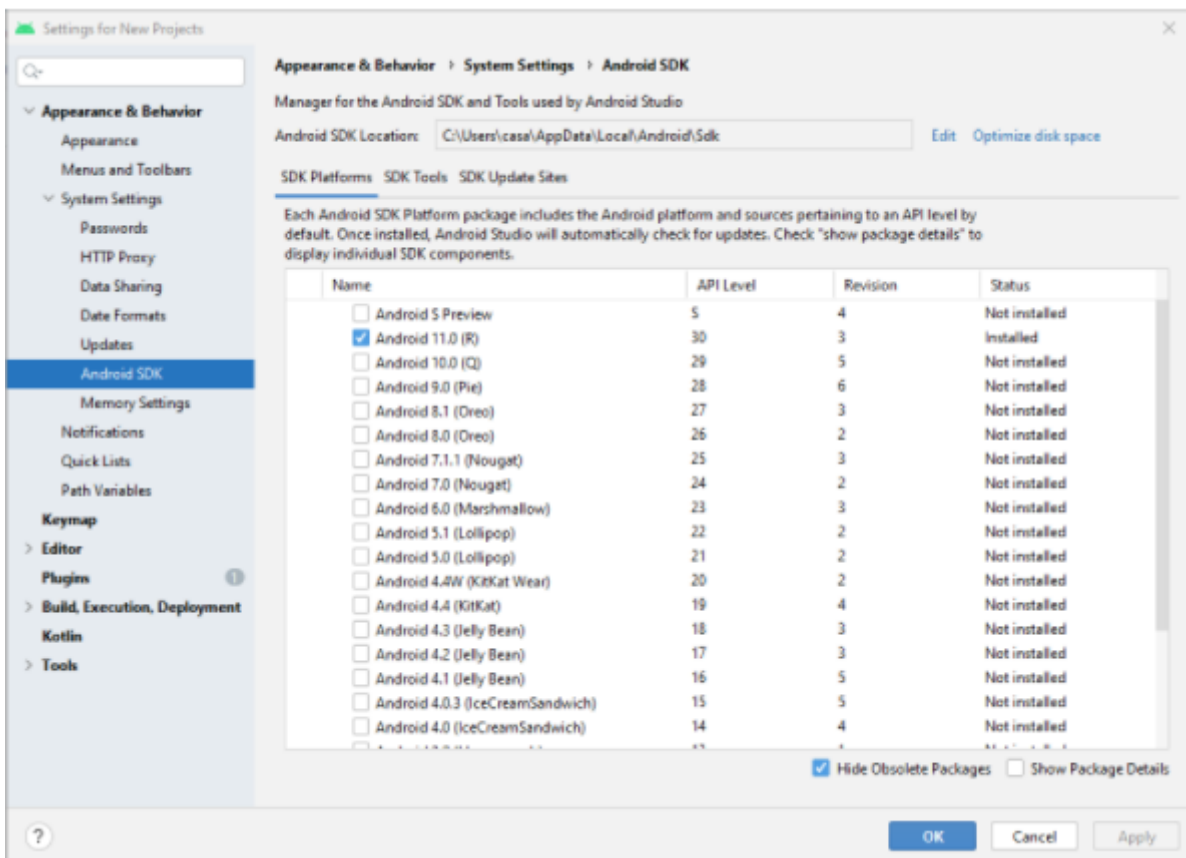 Settings for New Projects
Appearance & Behavior
Appearance
Menus and Toolbars
System Settings
Passwords
HTTP Proxy
Data Sharing
Date Formats
Updates
Android SDK
Memory Settings
Notifications
Quick Lists
Path Variables
Keymap
Editor
Plugins 1
Build, Execution, Deployment
Kotlin
Tools
Appearance & Behavior › System Settings › Android SDK
Manager for the Android SDK and Tools used by Android Studio
Android SDK Location: C:\Users\casa\AppData\Local\Android\Sdk Edit Optimize disk space
SDK Platforms SDK Tools SDK Update Sites
Each Android SDK Platform package includes the Android platform and sources pertaining to an API level by
default. Once installed, Android Studio will automatically check for updates. Check "show package details" to
display individual SDK components.
Name API Level Revision Status
Android S Preview S 4 Not installed
Android 11.0 (R) 30 3 Installed
Android 10.0 (Q) 29 5 Not installed
Android 9.0 (Pie) 28 6 Not installed
Android 8.1 (Oreo) 27 3 Not installed
Android 8.0 (Oreo) 26 2 Not installed
Android 7.1.1 (Nougat) 25 3 Not installed
Android 7.0 (Nougat) 24 2 Not installed
Android 6.0 (Marshmallow) 23 3 Not installed
Android 5.1 (Lollipop) 22 2 Not installed
Android 5.0 (Lollipop) 21 2 Not installed
Android 4.4W (KitKat Wear) 20 2 Not installed
Android 4.4 (KitKat) 19 4 Not installed
Android 4.3 (Jelly Bean) 18 3 Not installed
Android 4.2 (Jelly Bean) 17 3 Not installed
Android 4.1 (Jelly Bean) 16 5 Not installed
Android 4.0.3 (IceCreamSandwich) 15 5 Not installed
Android 4.0 (IceCreamSandwich) 14 4 Not installed
Hide Obsolete Packages Show Package Details
? OK Cancel Apply